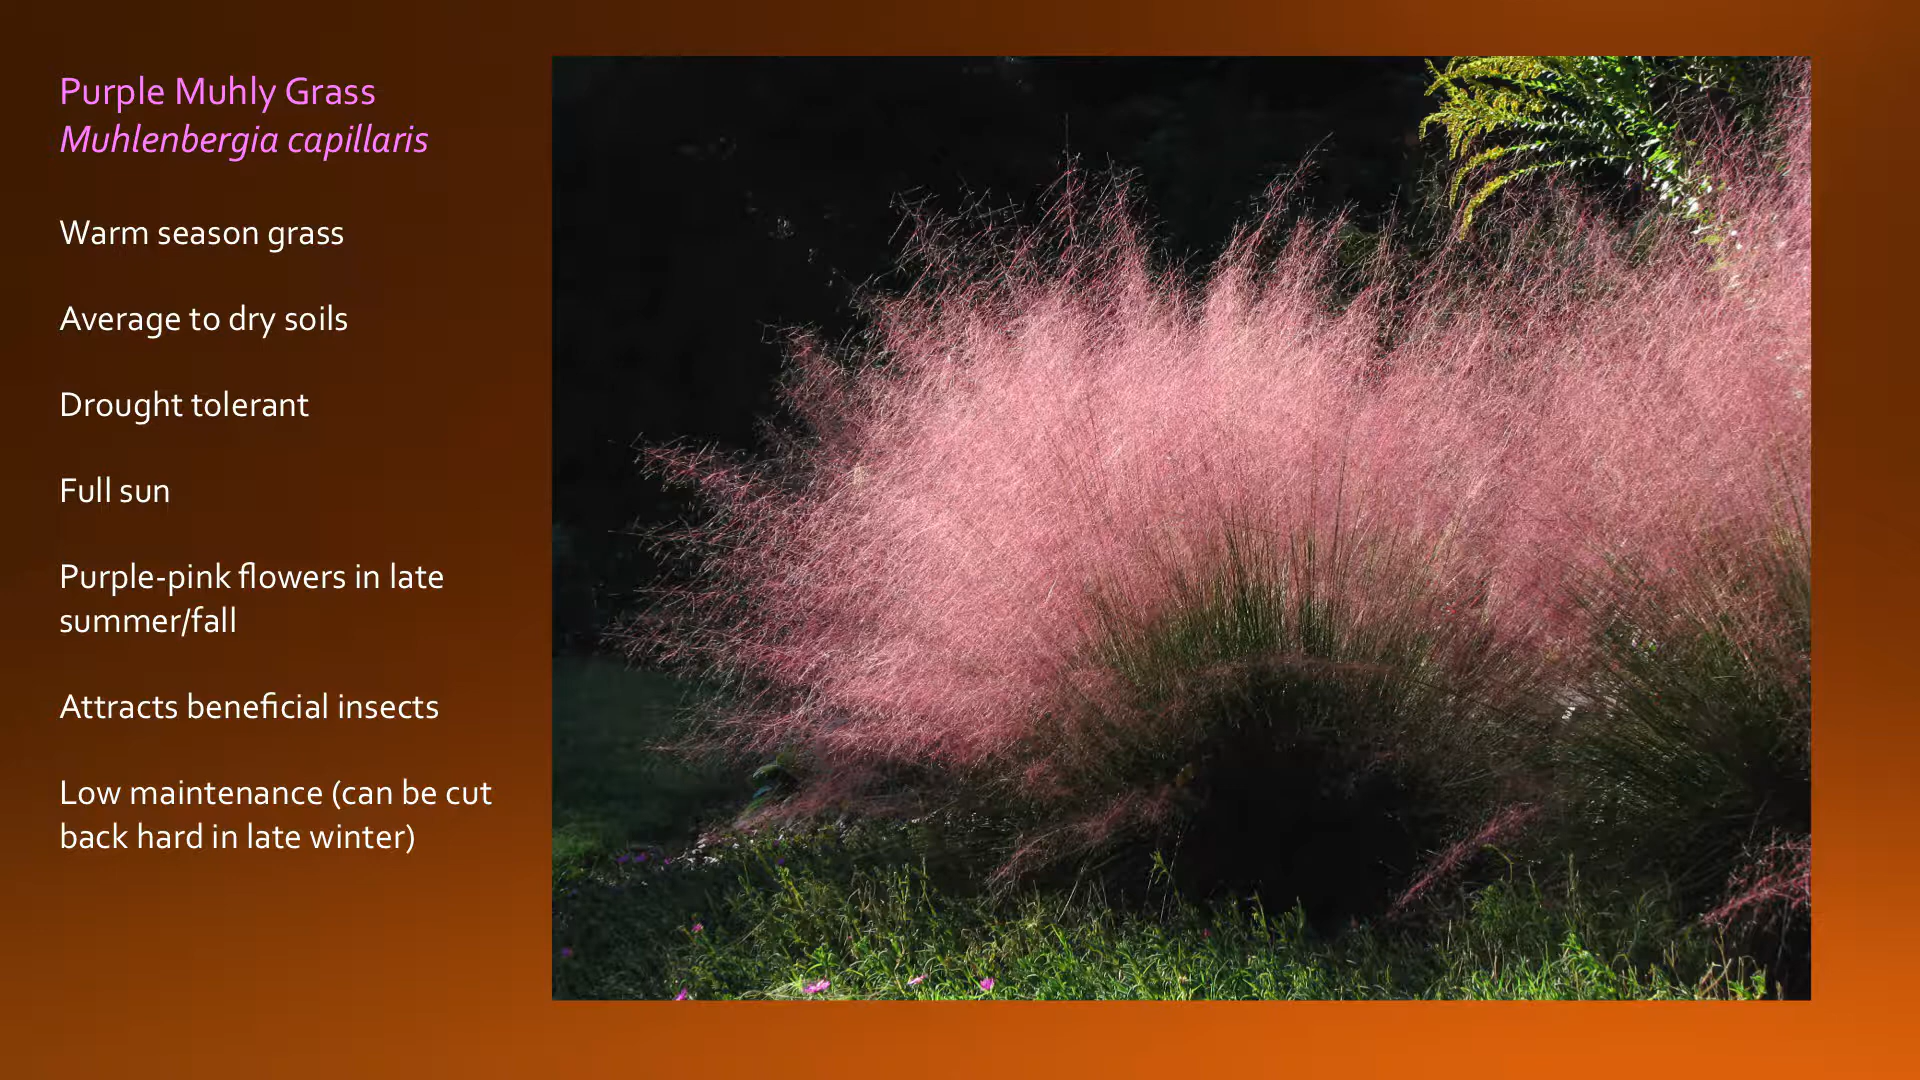 Purple Muhly Grass
Muhlenbergia capillaris
Warm season grass
Average to dry soils
Drought tolerant
Full sun
Purple-pink flowers in late
summer/fall
Attracts beneficial insects
Low maintenance (can be cut
back hard in late winter)